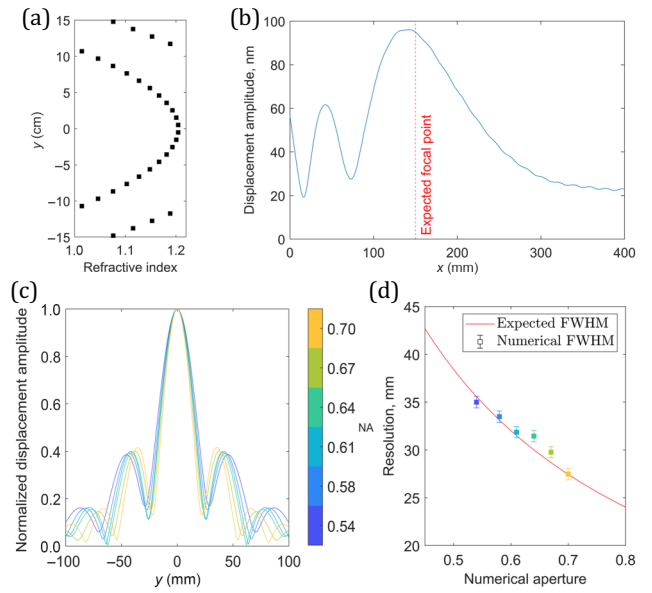 (a)
15
10
5
0
−5
−10
−15
y (cm)
1.0
1.1
1.2
Refractive index
(b)
100
80
60
40
20
0
Displacement amplitude, nm
Expected focal point
0
100
200
300
400
x (mm)
(c)
1.0
0.8
0.6
0.4
0.2
0.0
Normalized displacement amplitude
−100
−50
0
50
100
y (mm)
0.70
0.67
0.64
0.61
0.58
0.54
NA
(d)
Expected FWHM
Numerical FWHM
40
35
30
25
20
Resolution, mm
0.5
0.6
0.7
0.8
Numerical aperture